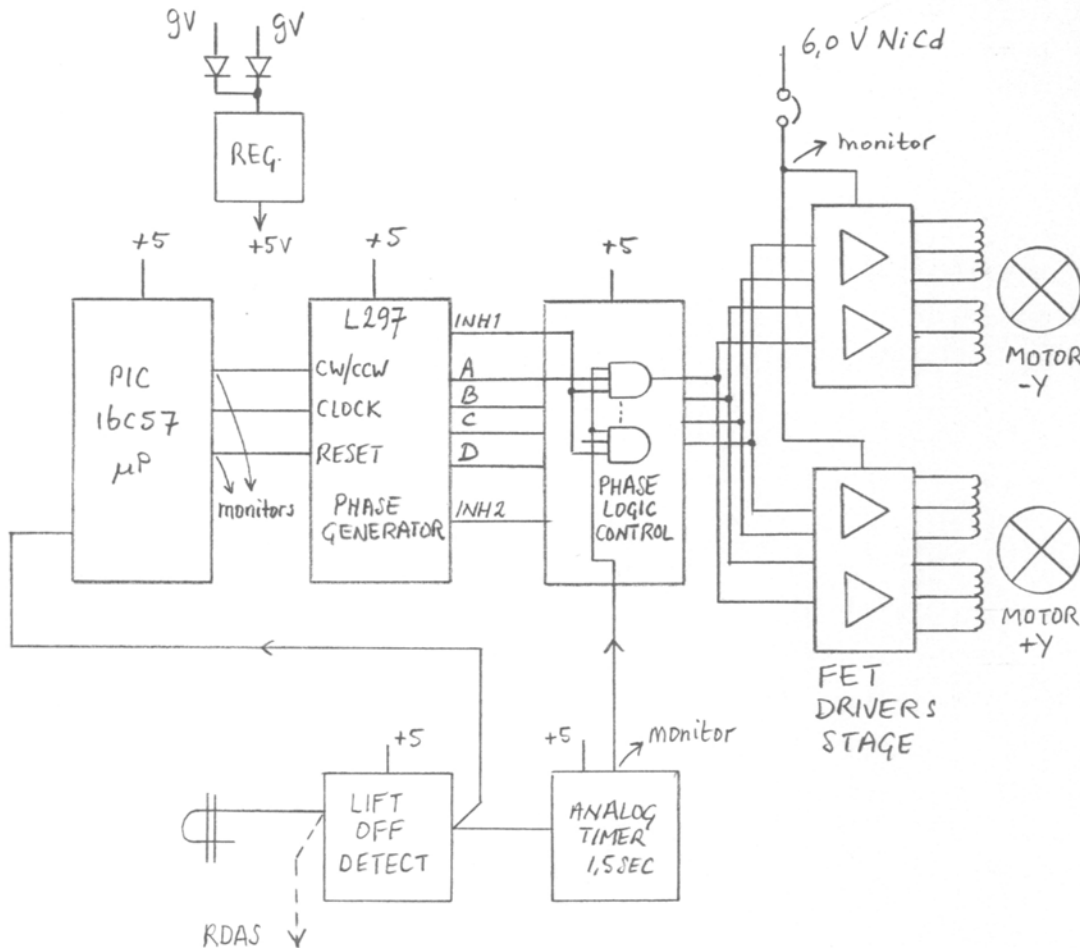 9V 9V
6,0 V NiCd
REG.
monitor
+5V
+5 +5 +5
L297
INH1
CW/CCW A
PIC
16C57
µP
CLOCK B
C
RESET D
monitors
PHASE
GENERATOR
INH2
PHASE
LOGIC
CONTROL
MOTOR
-Y
MOTOR
+Y
FET
DRIVERS
STAGE
+5 +5 monitor
LIFT
OFF
DETECT
ANALOG
TIMER
1,5SEC
RDAS